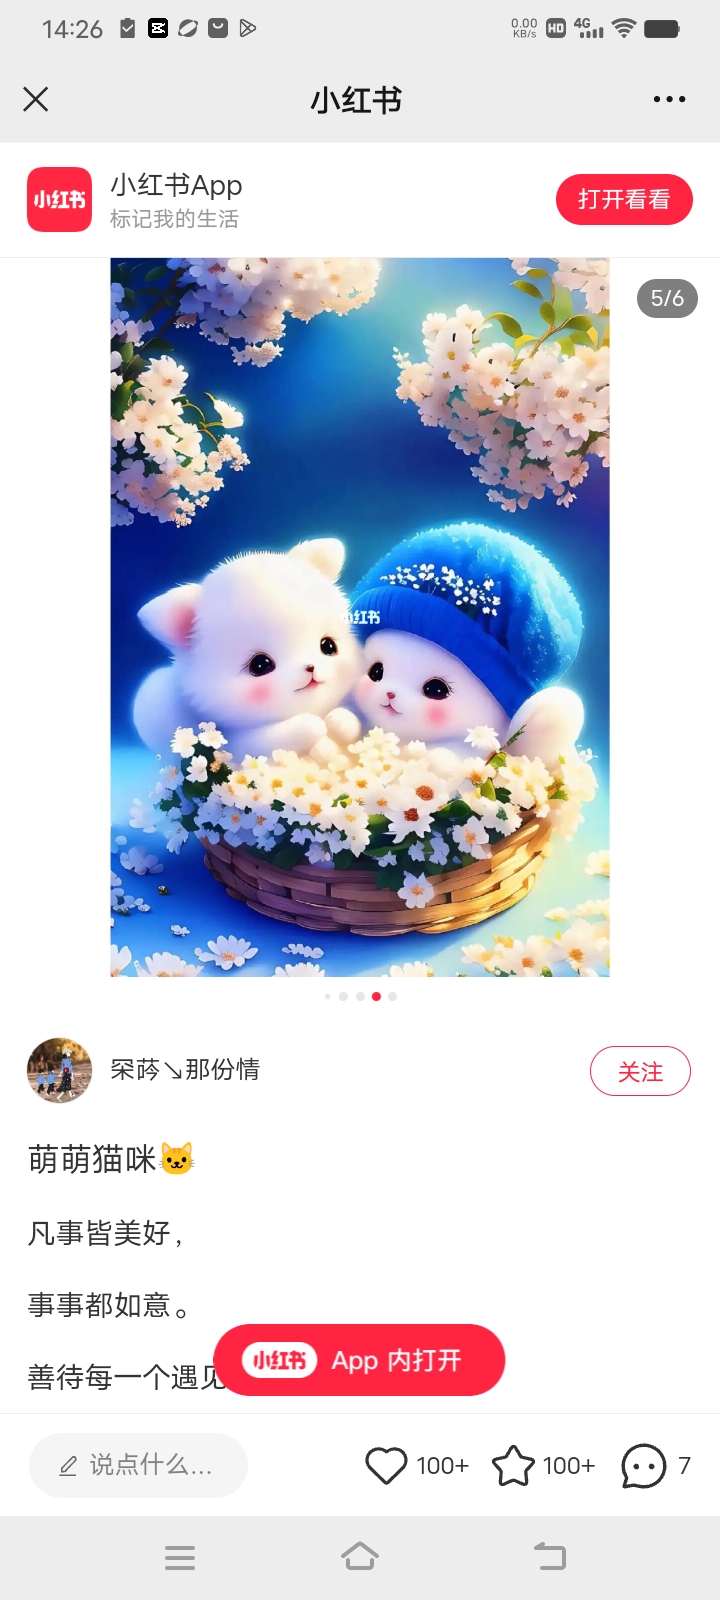 14:26
0.00
KB/s
HD
4G
小红书
小红书
小红书App
标记我的生活
打开看看
5/6
小红书
罙荶↘那份情
关注
萌萌猫咪🐱
凡事皆美好，
事事都如意。
善待每一个遇见
小红书 App 内打开
说点什么...
100+
100+
7